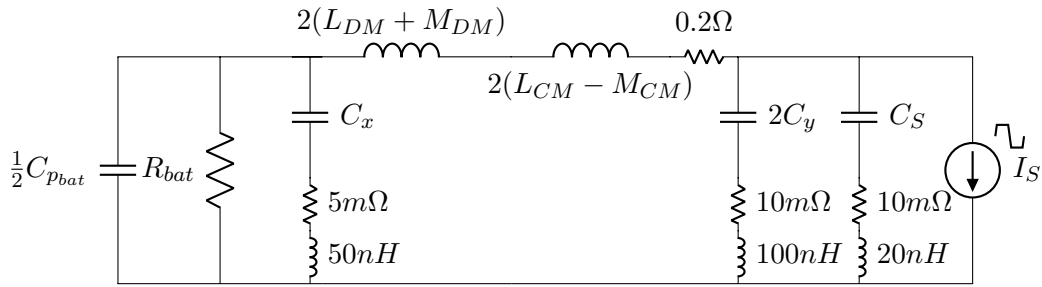 2(L_{DM} + M_{DM})
0.2Ω
2(L_{CM} − M_{CM})
C_x
2C_y
C_S
½C_{p_{bat}}
R_{bat}
I_S
5mΩ
10mΩ
10mΩ
50nH
100nH
20nH